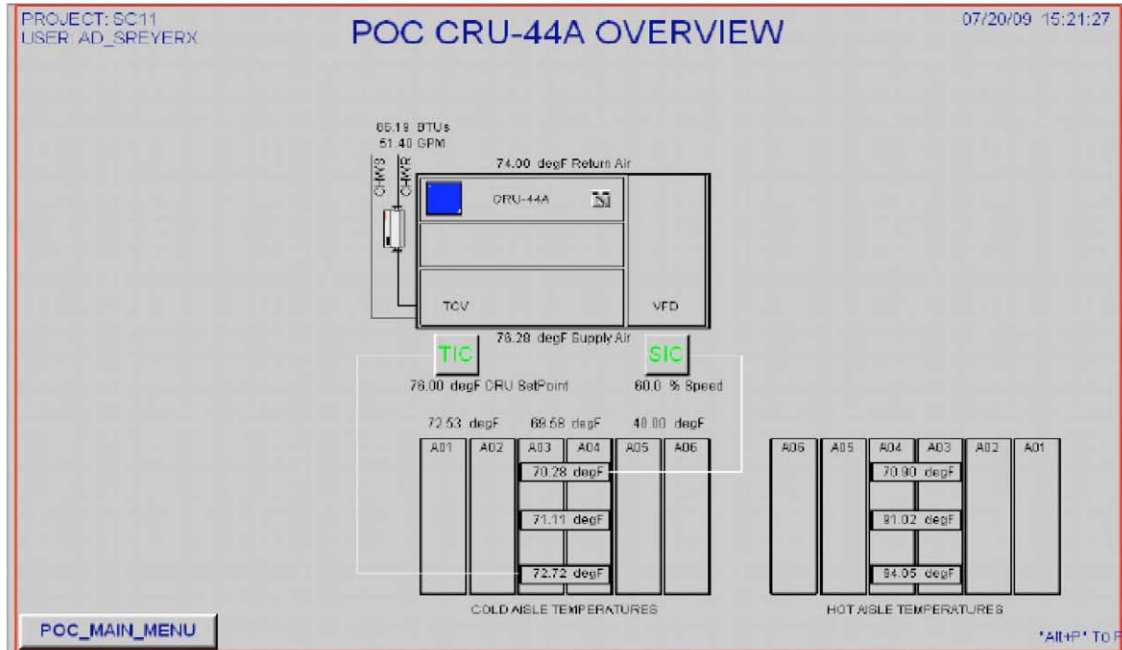 PROJECT: SC11
USER: AD_SREYERX
POC CRU-44A OVERVIEW
07/20/09 15:21:27
66.19 BTUs
51.40 GPM
CHWS
CHWR
74.00 degF Return Air
CRU-44A
TCV
VFD
76.28 degF Supply Air
TIC
SIC
76.00 degF CRU SetPoint
60.0 % Speed
72.53 degF 69.58 degF 40.00 degF
A01 A02 A03 A04 A05 A06
70.28 degF
71.11 degF
72.72 degF
COLD AISLE TEMPERATURES
A06 A05 A04 A03 A02 A01
70.90 degF
91.02 degF
94.05 degF
HOT AISLE TEMPERATURES
POC_MAIN_MENU
"Alt+P" To P